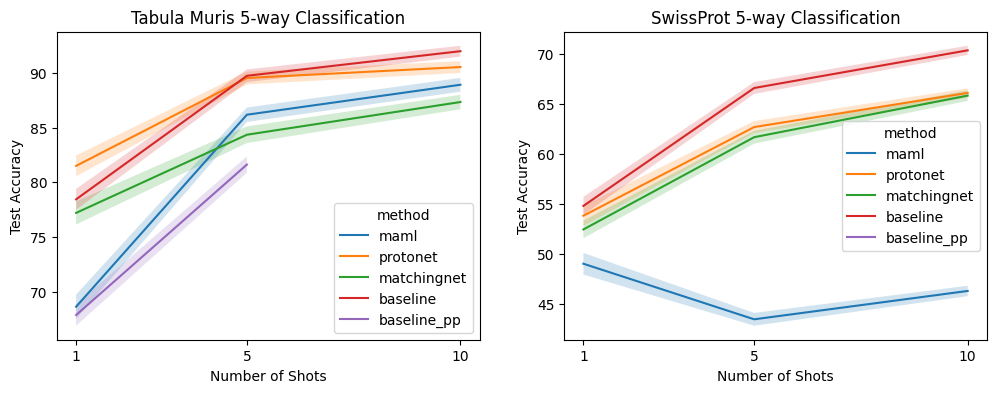 Tabula Muris 5-way Classification
Test Accuracy
90
85
80
75
70
1
5
10
Number of Shots
method
maml
protonet
matchingnet
baseline
baseline_pp
SwissProt 5-way Classification
Test Accuracy
70
65
60
55
50
45
1
5
10
Number of Shots
method
maml
protonet
matchingnet
baseline
baseline_pp